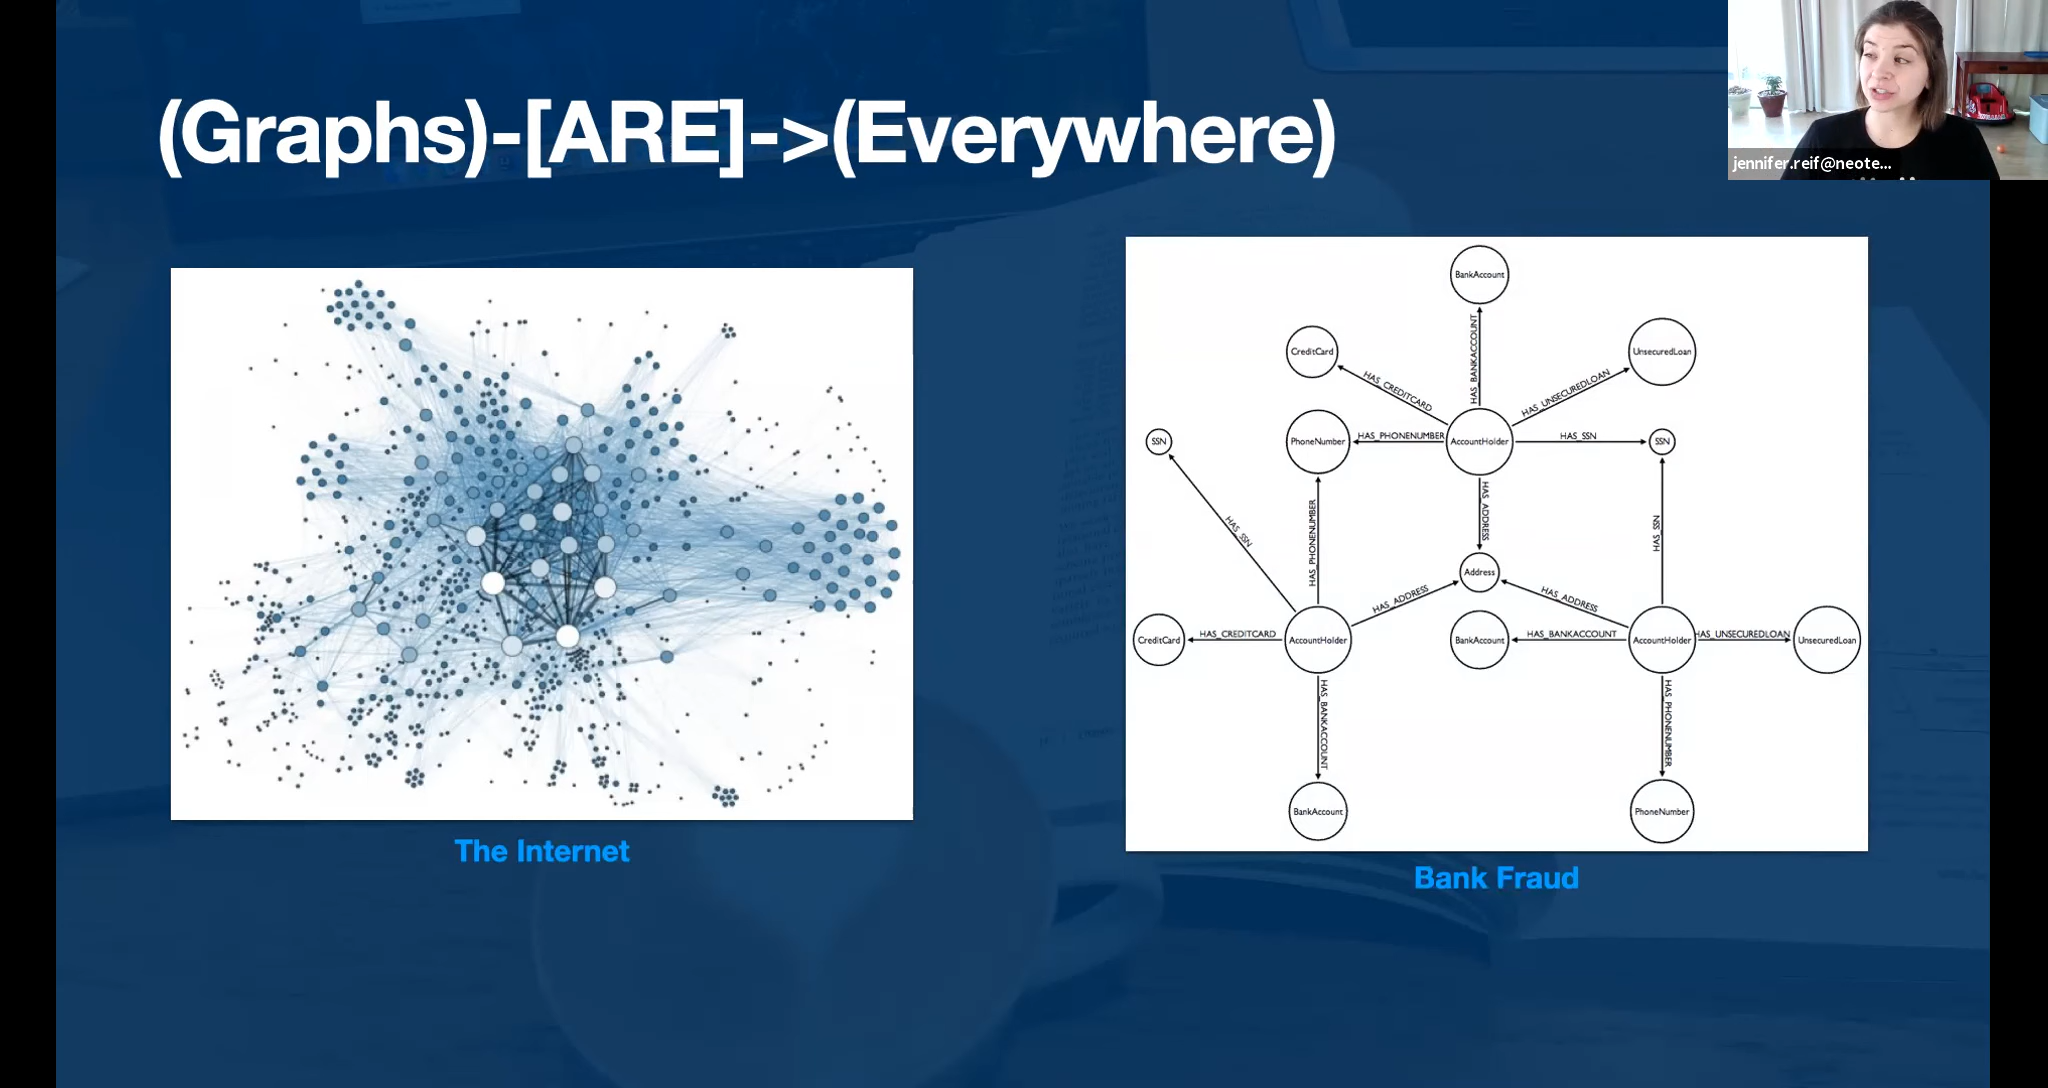 (Graphs)-[ARE]->(Everywhere)
jennifer.reif@neote...
The Internet
BankAccount
HAS_BANKACCOUNT
CreditCard
UnsecuredLoan
HAS_CREDITCARD
HAS_UNSECUREDLOAN
SSN
PhoneNumber
HAS_PHONENUMBER
AccountHolder
HAS_SSN
SSN
HAS_SSN
HAS_PHONENUMBER
HAS_ADDRESS
HAS_SSN
Address
HAS_ADDRESS
HAS_ADDRESS
CreditCard
HAS_CREDITCARD
AccountHolder
BankAccount
HAS_BANKACCOUNT
AccountHolder
HAS_UNSECUREDLOAN
UnsecuredLoan
HAS_BANKACCOUNT
HAS_PHONENUMBER
BankAccount
PhoneNumber
Bank Fraud